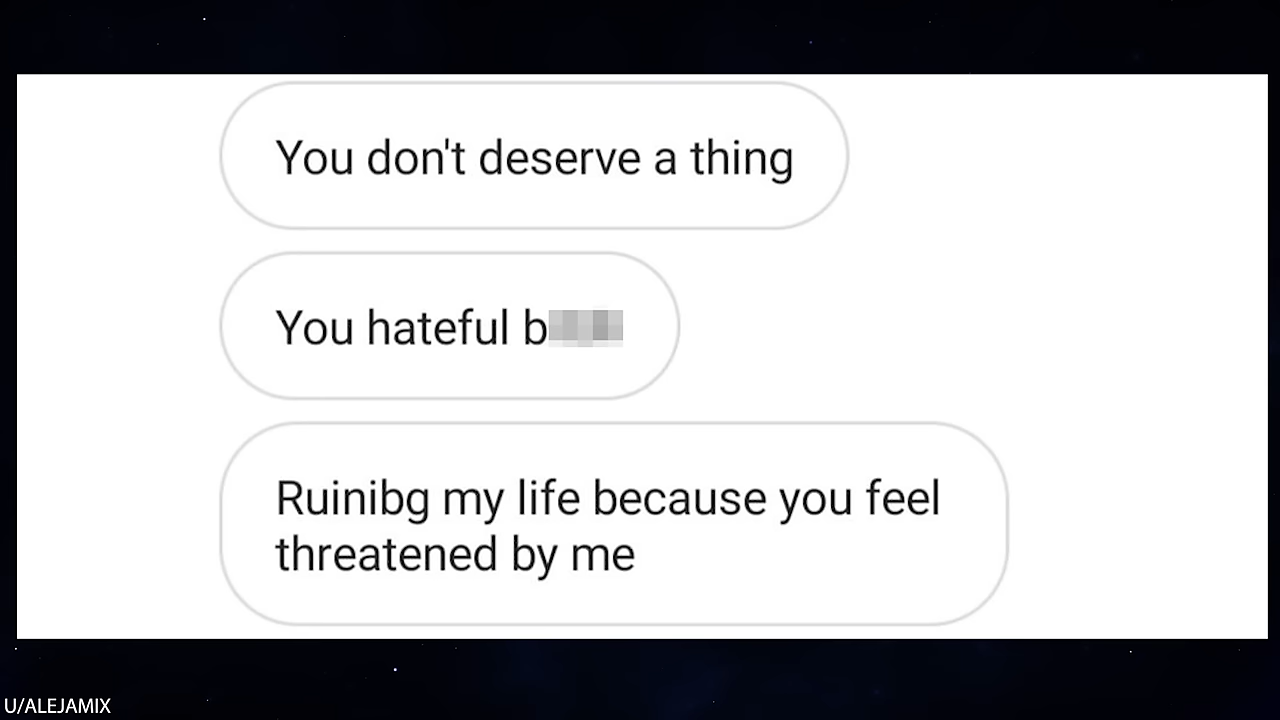 You don't deserve a thing
You hateful b
Ruinibg my life because you feel
threatened by me
U/ALEJAMIX